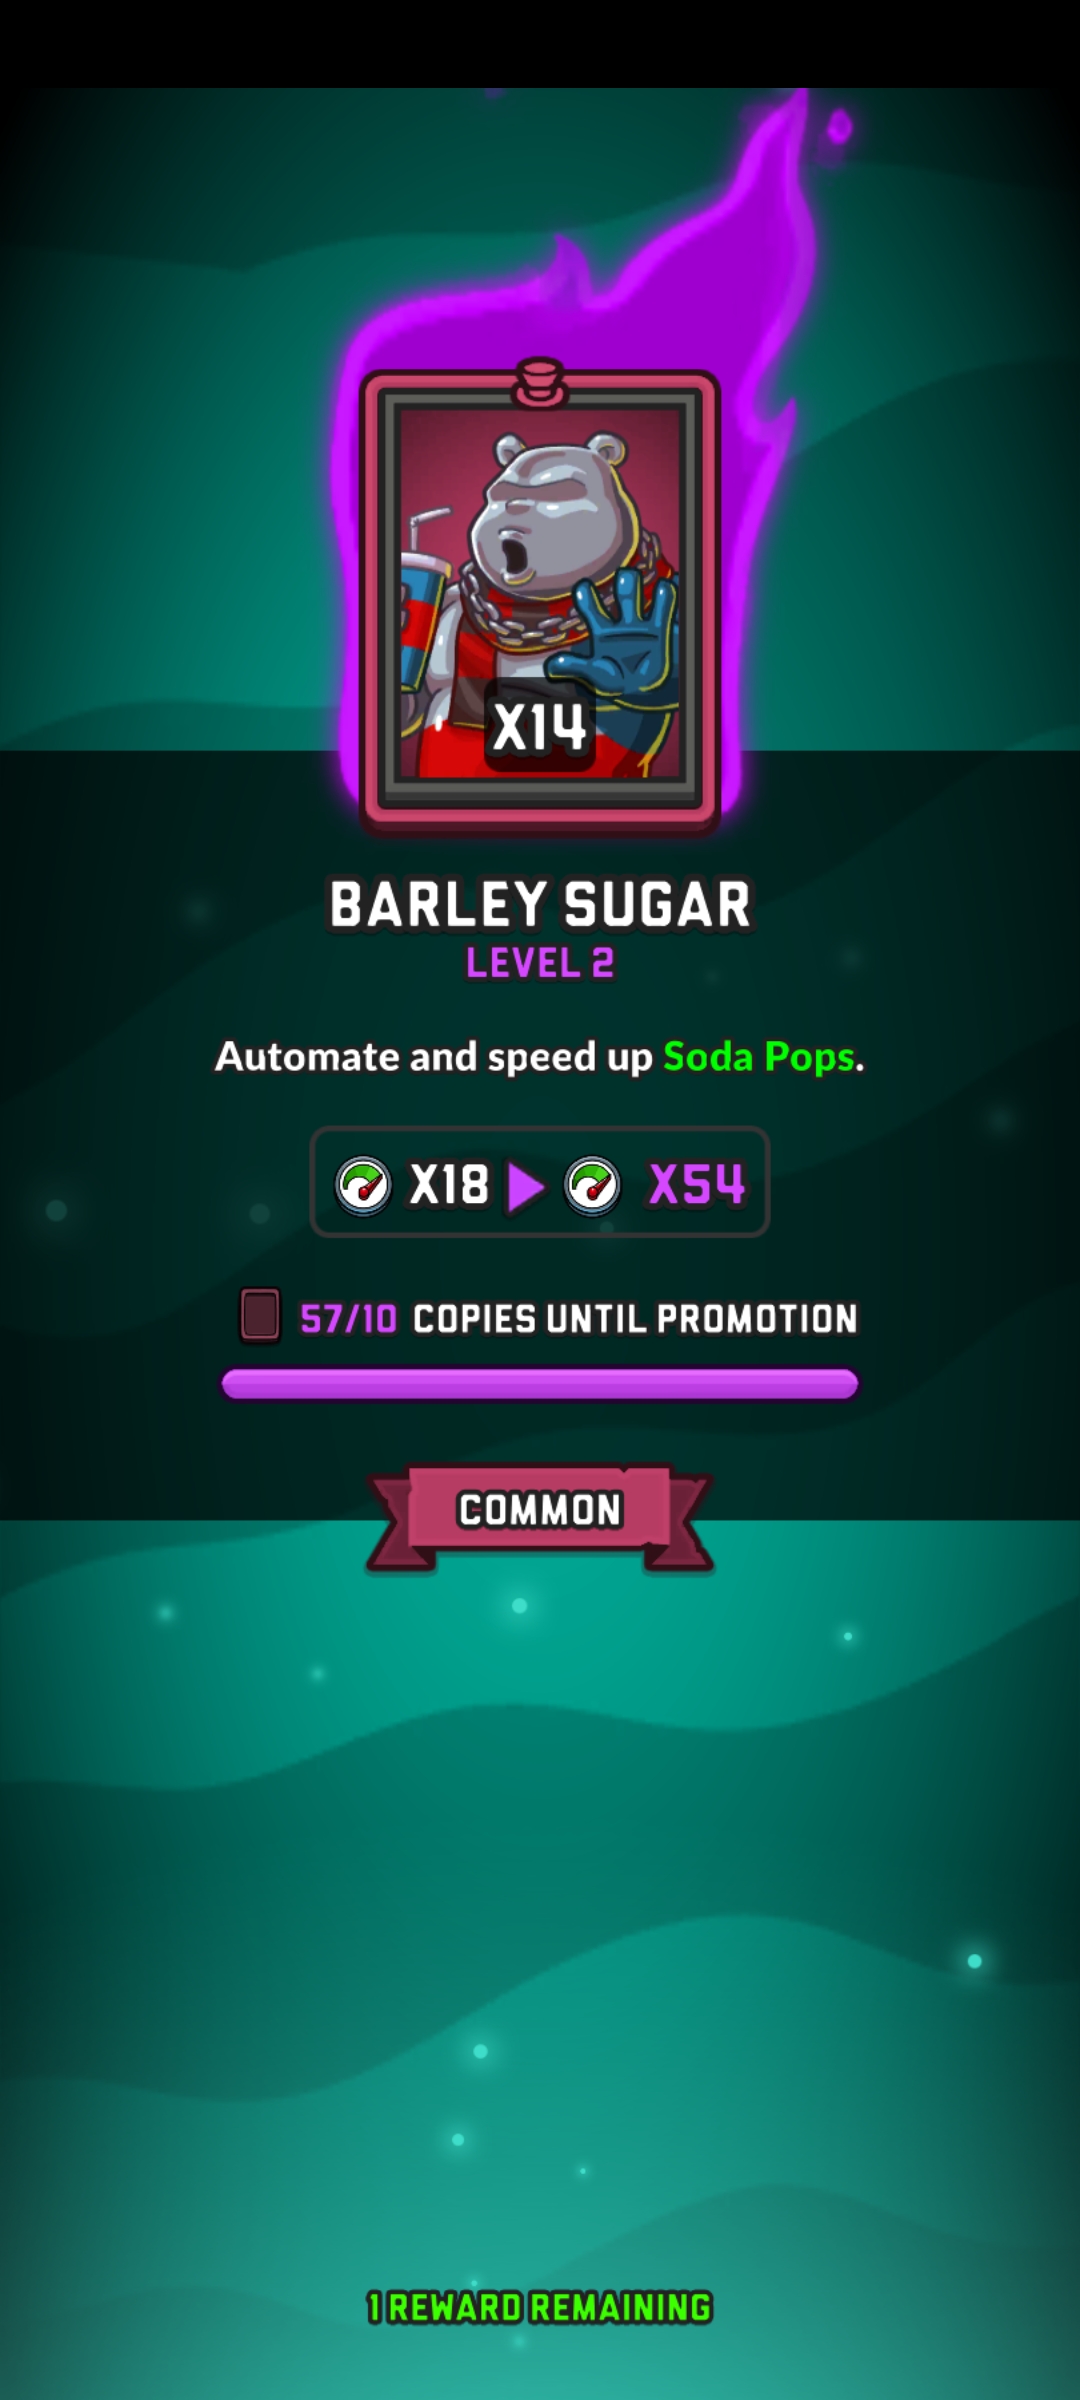 X14
BARLEY SUGAR
LEVEL 2
Automate and speed up Soda Pops.
X18 X54
57/10 COPIES UNTIL PROMOTION
COMMON
1 REWARD REMAINING